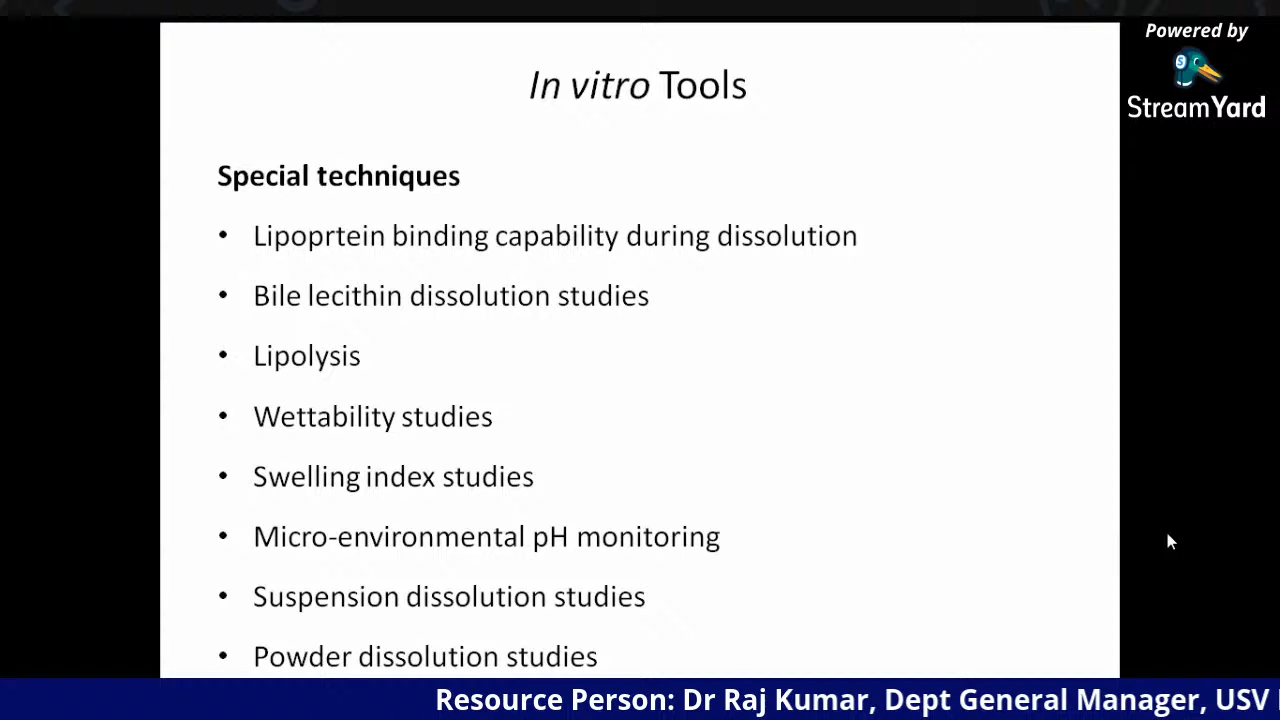 Powered by
StreamYard
In vitro Tools
Special techniques
• Lipoprtein binding capability during dissolution
• Bile lecithin dissolution studies
• Lipolysis
• Wettability studies
• Swelling index studies
• Micro-environmental pH monitoring
• Suspension dissolution studies
• Powder dissolution studies
Resource Person: Dr Raj Kumar, Dept General Manager, USV